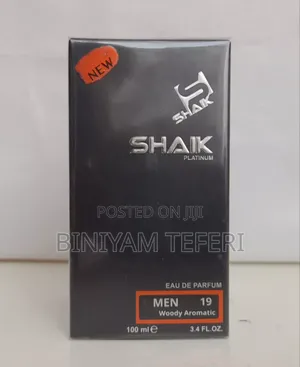 NEW
SHAIK
SHAIK
PLATINUM
POSTED ON JIJI
BINIYAM TEFERI
EAU DE PARFUM
MEN 19
Woody Aromatic
100 ml e 3.4 FL.OZ.